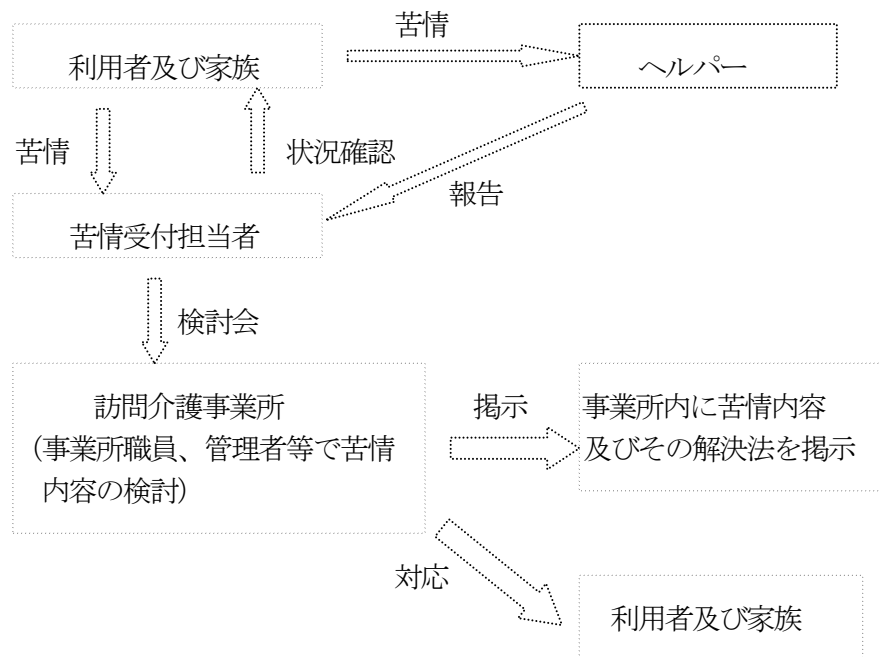 苦情
利用者及び家族
ヘルパー
苦情
状況確認
報告
苦情受付担当者
検討会
訪問介護事業所
(事業所職員、管理者等で苦情
内容の検討)
掲示
事業所内に苦情内容
及びその解決法を掲示
対応
利用者及び家族